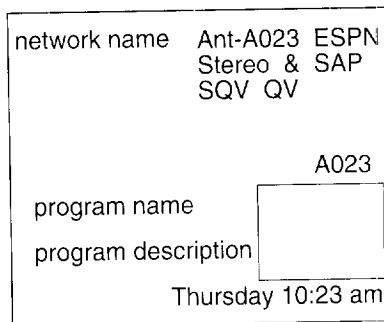 network name Ant-A023 ESPN
Stereo & SAP
SQV QV
A023
program name
program description
Thursday 10:23 am